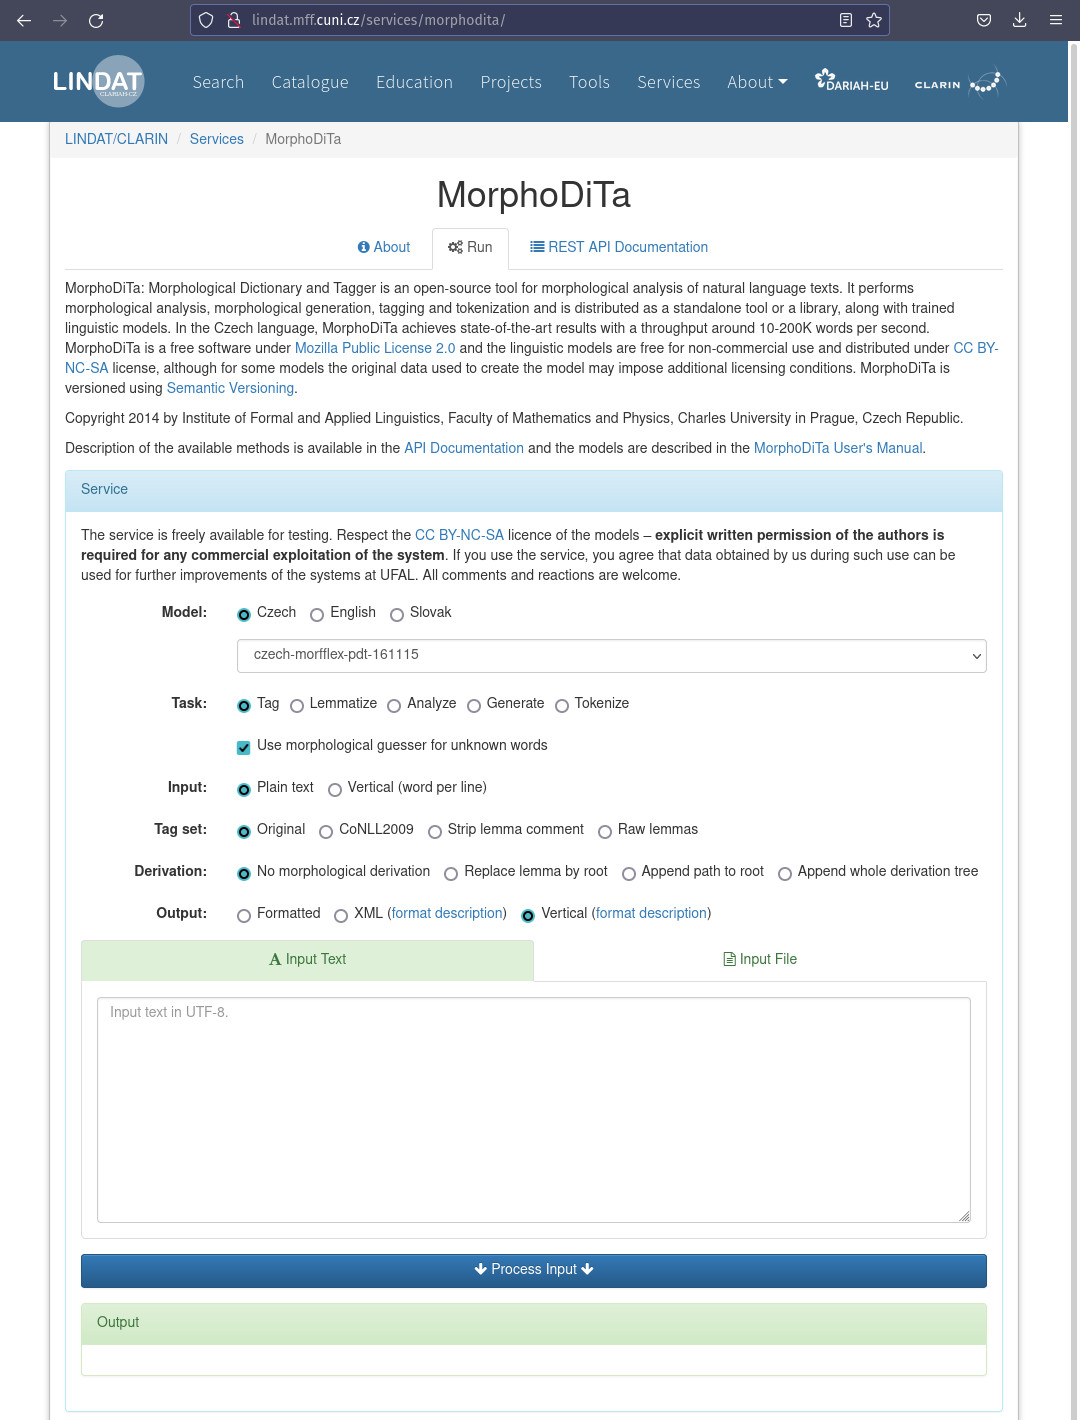 lindat.mff.cuni.cz/services/morphodita/
LINDAT
CLARIAH-CZ
Search Catalogue Education Projects Tools Services About DARIAH-EU CLARIN
LINDAT/CLARIN / Services / MorphoDiTa
MorphoDiTa
About Run REST API Documentation
MorphoDiTa: Morphological Dictionary and Tagger is an open-source tool for morphological analysis of natural language texts. It performs
morphological analysis, morphological generation, tagging and tokenization and is distributed as a standalone tool or a library, along with trained
linguistic models. In the Czech language, MorphoDiTa achieves state-of-the-art results with a throughput around 10-200K words per second.
MorphoDiTa is a free software under Mozilla Public License 2.0 and the linguistic models are free for non-commercial use and distributed under CC BY-
NC-SA license, although for some models the original data used to create the model may impose additional licensing conditions. MorphoDiTa is
versioned using Semantic Versioning.
Copyright 2014 by Institute of Formal and Applied Linguistics, Faculty of Mathematics and Physics, Charles University in Prague, Czech Republic.
Description of the available methods is available in the API Documentation and the models are described in the MorphoDiTa User's Manual.
Service
The service is freely available for testing. Respect the CC BY-NC-SA licence of the models – explicit written permission of the authors is
required for any commercial exploitation of the system. If you use the service, you agree that data obtained by us during such use can be
used for further improvements of the systems at UFAL. All comments and reactions are welcome.
Model: Czech English Slovak
czech-morfflex-pdt-161115
Task: Tag Lemmatize Analyze Generate Tokenize
Use morphological guesser for unknown words
Input: Plain text Vertical (word per line)
Tag set: Original CoNLL2009 Strip lemma comment Raw lemmas
Derivation: No morphological derivation Replace lemma by root Append path to root Append whole derivation tree
Output: Formatted XML (format description) Vertical (format description)
Input Text Input File
Input text in UTF-8.
Process Input
Output